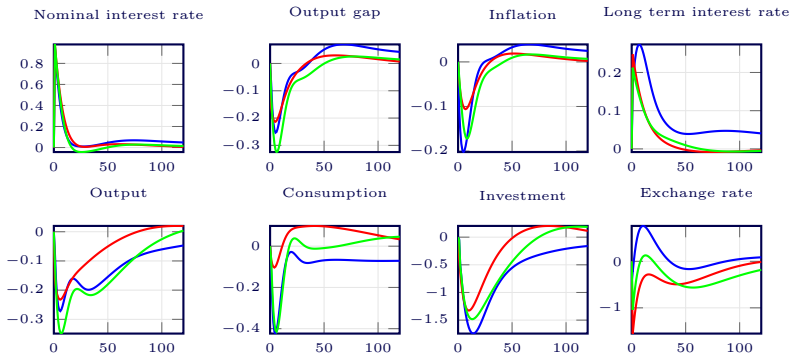 Nominal interest rate
Output gap
Inflation
Long term interest rate
0.8
0.6
0.4
0.2
0
0 50 100
0
−0.1
−0.2
−0.3
0 50 100
0
−0.1
−0.2
0 50 100
0.2
0.1
0
0 50 100
Output
Consumption
Investment
Exchange rate
0
−0.1
−0.2
−0.3
0 50 100
0
−0.2
−0.4
0 50 100
0
−0.5
−1
−1.5
0 50 100
0
−1
0 50 100